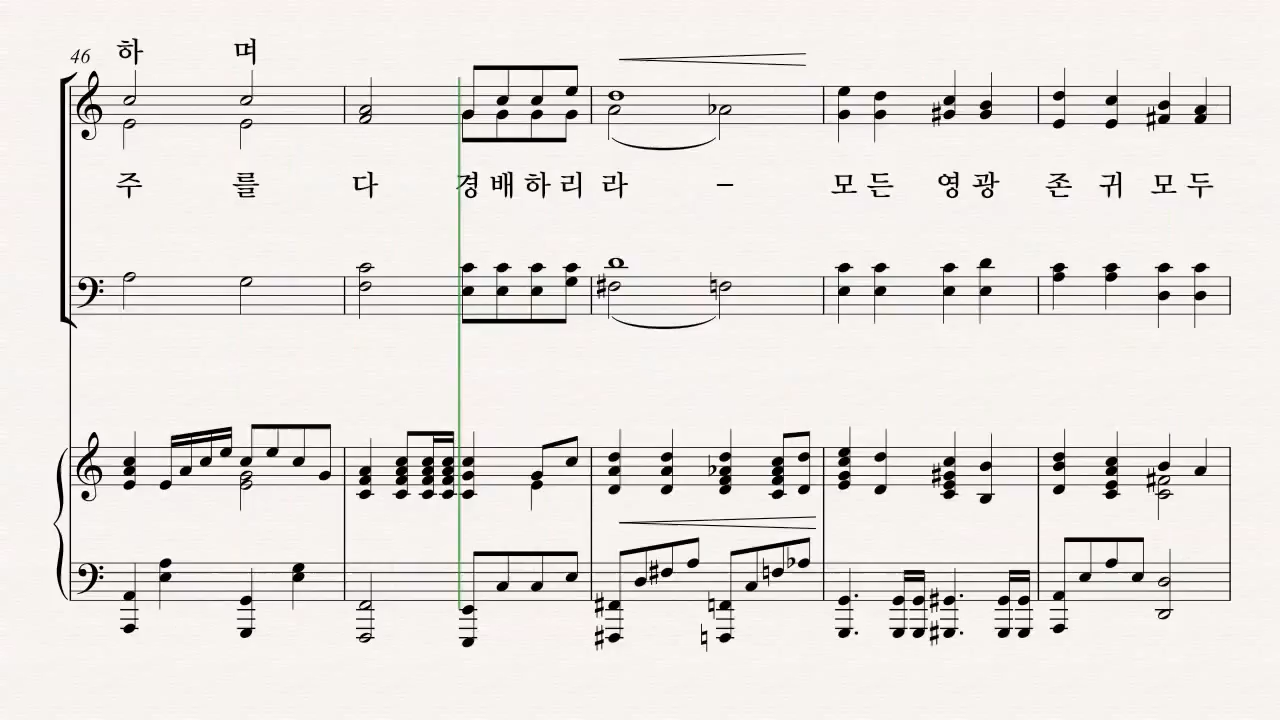 46
하 며
주 를 다 경 배 하 리 라 – 모 든 영 광 존 귀 모 두